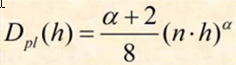 D_{pl}(h) = \frac{\alpha + 2}{8} (n \cdot h)^{\alpha}